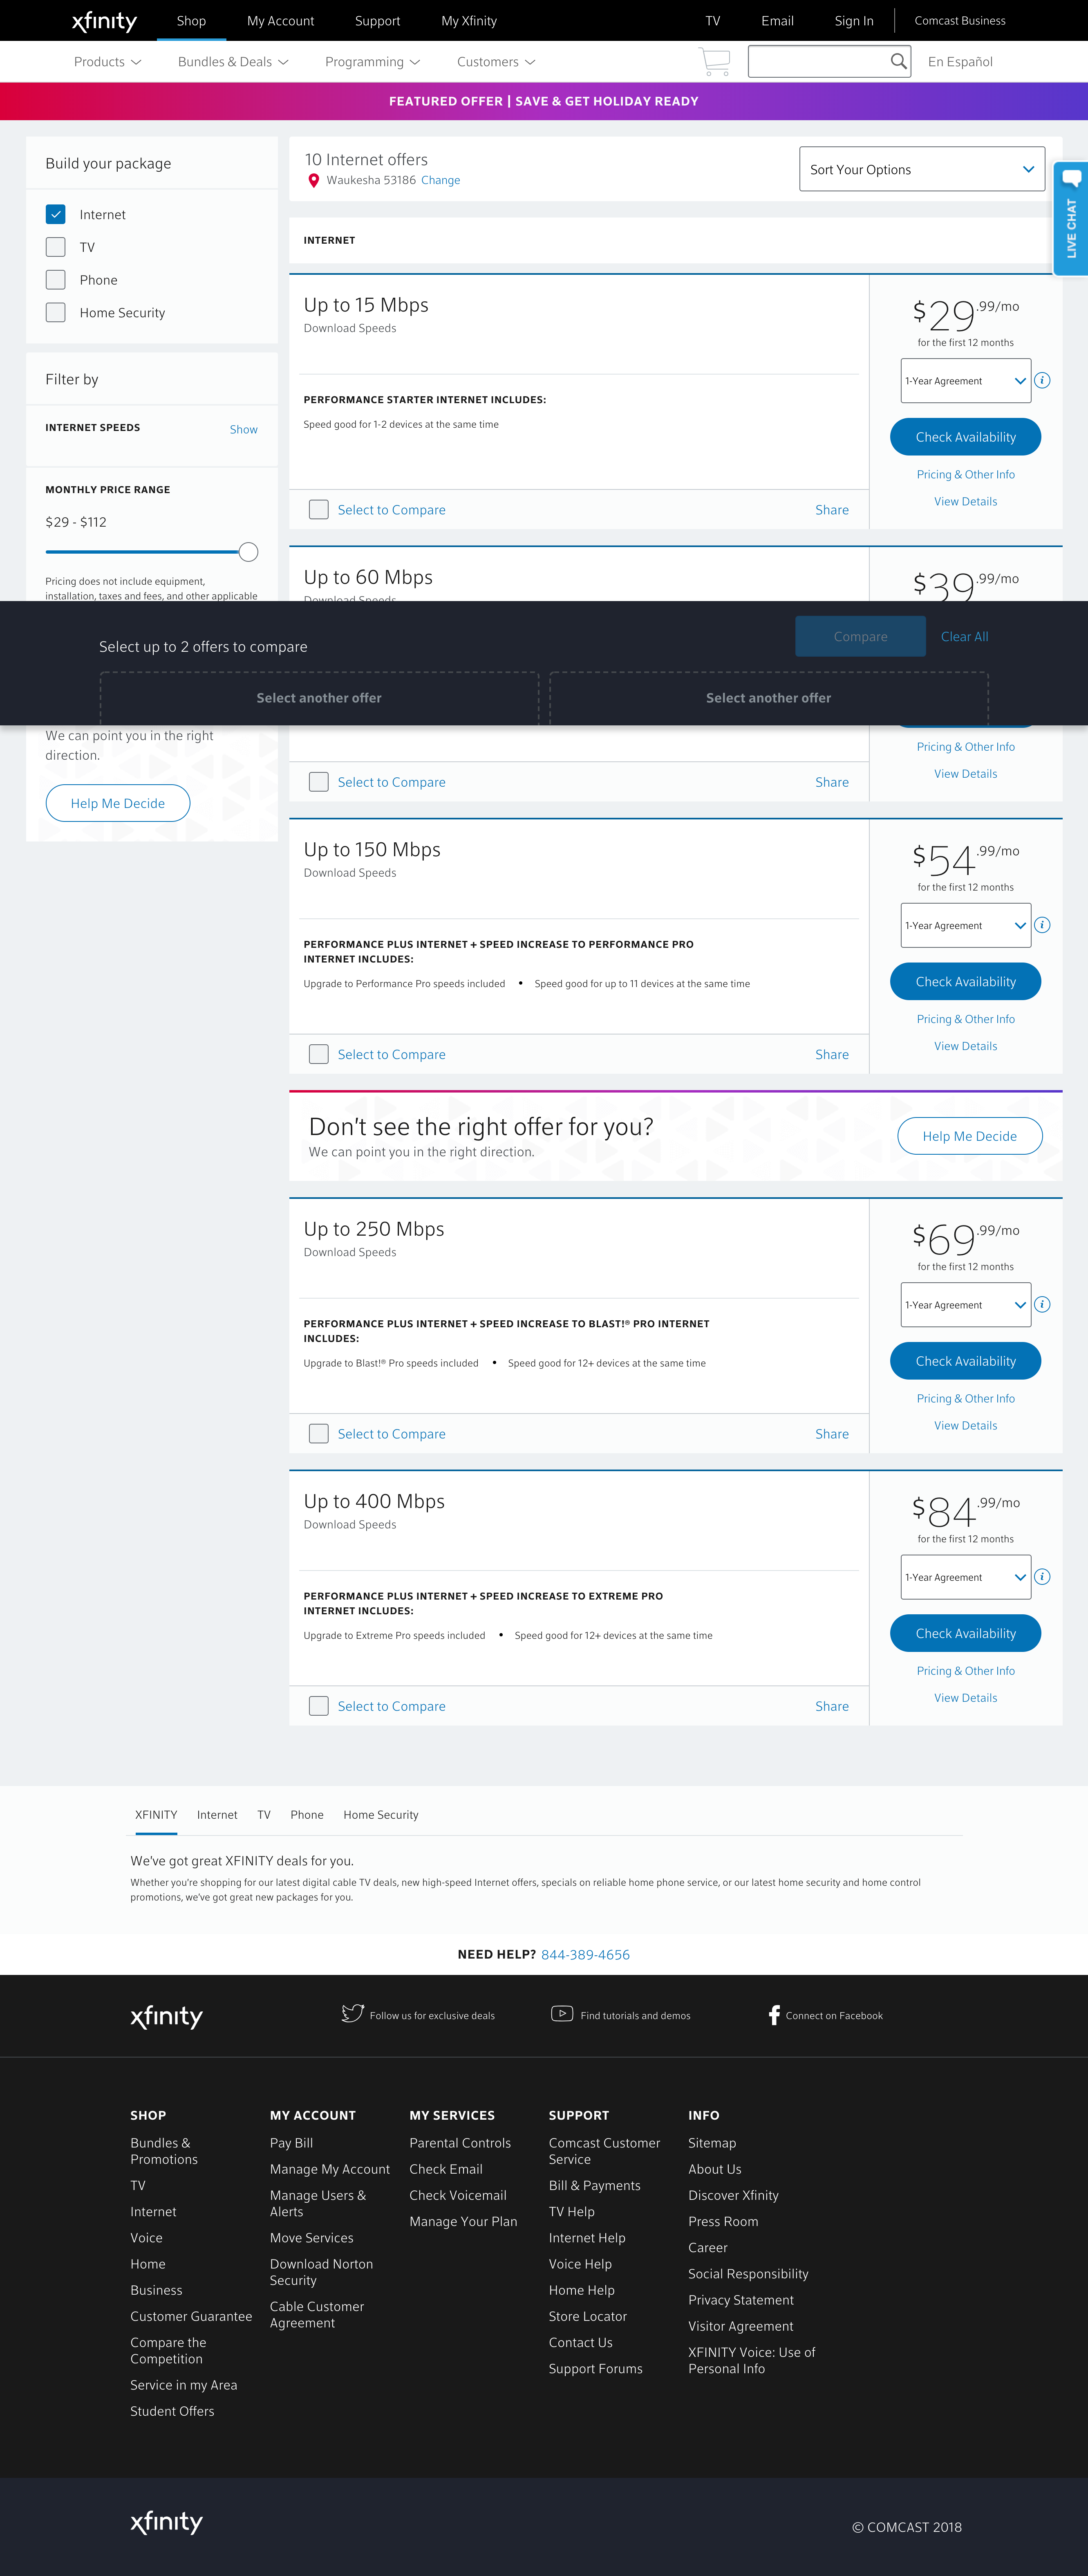 xfinity
Shop
My Account
Support
My Xfinity
TV
Email
Sign In
Comcast Business
Products
Bundles & Deals
Programming
Customers
En Español
FEATURED OFFER | SAVE & GET HOLIDAY READY
Build your package
Internet
TV
Phone
Home Security
Filter by
INTERNET SPEEDS
Show
MONTHLY PRICE RANGE
$29 - $112
Pricing does not include equipment,
installation, taxes and fees, and other applicable
10 Internet offers
Waukesha 53186 Change
Sort Your Options
LIVE CHAT
INTERNET
Up to 15 Mbps
Download Speeds
PERFORMANCE STARTER INTERNET INCLUDES:
Speed good for 1-2 devices at the same time
Select to Compare
Share
$29.99/mo
for the first 12 months
1-Year Agreement
Check Availability
Pricing & Other Info
View Details
Up to 60 Mbps
Download Speeds
$39.99/mo
Select up to 2 offers to compare
Compare
Clear All
Select another offer
Select another offer
We can point you in the right
direction.
Help Me Decide
Select to Compare
Share
Pricing & Other Info
View Details
Up to 150 Mbps
Download Speeds
PERFORMANCE PLUS INTERNET + SPEED INCREASE TO PERFORMANCE PRO
INTERNET INCLUDES:
Upgrade to Performance Pro speeds included • Speed good for up to 11 devices at the same time
Select to Compare
Share
$54.99/mo
for the first 12 months
1-Year Agreement
Check Availability
Pricing & Other Info
View Details
Don't see the right offer for you?
We can point you in the right direction.
Help Me Decide
Up to 250 Mbps
Download Speeds
PERFORMANCE PLUS INTERNET + SPEED INCREASE TO BLAST!® PRO INTERNET
INCLUDES:
Upgrade to Blast!® Pro speeds included • Speed good for 12+ devices at the same time
Select to Compare
Share
$69.99/mo
for the first 12 months
1-Year Agreement
Check Availability
Pricing & Other Info
View Details
Up to 400 Mbps
Download Speeds
PERFORMANCE PLUS INTERNET + SPEED INCREASE TO EXTREME PRO
INTERNET INCLUDES:
Upgrade to Extreme Pro speeds included • Speed good for 12+ devices at the same time
Select to Compare
Share
$84.99/mo
for the first 12 months
1-Year Agreement
Check Availability
Pricing & Other Info
View Details
XFINITY
Internet
TV
Phone
Home Security
We've got great XFINITY deals for you.
Whether you're shopping for our latest digital cable TV deals, new high-speed Internet offers, specials on reliable home phone service, or our latest home security and home control
promotions, we've got great new packages for you.
NEED HELP? 844-389-4656
xfinity
Follow us for exclusive deals
Find tutorials and demos
Connect on Facebook
SHOP
Bundles &
Promotions
TV
Internet
Voice
Home
Business
Customer Guarantee
Compare the
Competition
Service in my Area
Student Offers
MY ACCOUNT
Pay Bill
Manage My Account
Manage Users &
Alerts
Move Services
Download Norton
Security
Cable Customer
Agreement
MY SERVICES
Parental Controls
Check Email
Check Voicemail
Manage Your Plan
SUPPORT
Comcast Customer
Service
Bill & Payments
TV Help
Internet Help
Voice Help
Home Help
Store Locator
Contact Us
Support Forums
INFO
Sitemap
About Us
Discover Xfinity
Press Room
Career
Social Responsibility
Privacy Statement
Visitor Agreement
XFINITY Voice: Use of
Personal Info
xfinity
© COMCAST 2018